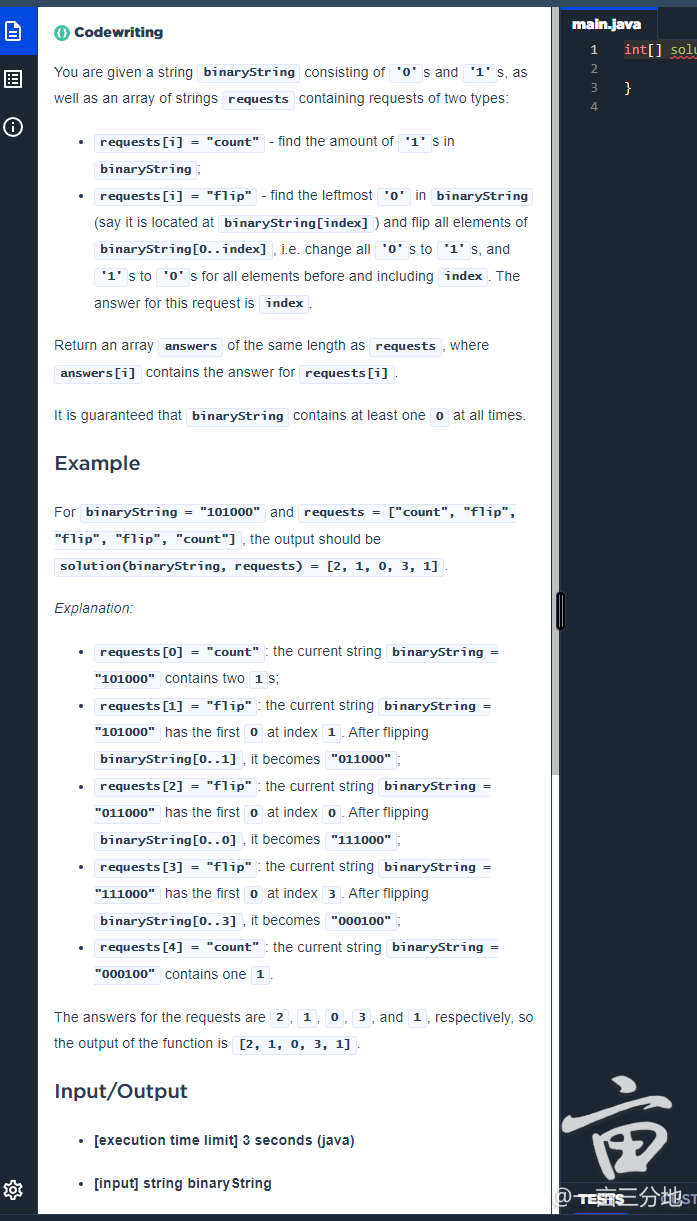 Codewriting
main.java
You are given a string binaryString consisting of '0's and '1's, as
well as an array of strings requests containing requests of two types:
requests[i] = "count" - find the amount of '1's in
binaryString;
requests[i] = "flip" - find the leftmost '0' in binaryString
(say it is located at binaryString[index]) and flip all elements of
binaryString[0..index], i.e. change all '0's to '1's, and
'1's to '0's for all elements before and including index. The
answer for this request is index.
Return an array answers of the same length as requests, where
answers[i] contains the answer for requests[i].
It is guaranteed that binaryString contains at least one 0 at all times.
Example
For binaryString = "101000" and requests = ["count", "flip",
"flip", "flip", "count"], the output should be
solution(binaryString, requests) = [2, 1, 0, 3, 1].
Explanation:
requests[0] = "count": the current string binaryString =
"101000" contains two 1s;
requests[1] = "flip": the current string binaryString =
"101000" has the first 0 at index 1. After flipping
binaryString[0..1], it becomes "011000";
requests[2] = "flip": the current string binaryString =
"011000" has the first 0 at index 0. After flipping
binaryString[0..0], it becomes "111000";
requests[3] = "flip": the current string binaryString =
"111000" has the first 0 at index 3. After flipping
binaryString[0..3], it becomes "000100";
requests[4] = "count": the current string binaryString =
"000100" contains one 1.
The answers for the requests are 2, 1, 0, 3, and 1, respectively, so
the output of the function is [2, 1, 0, 3, 1].
Input/Output
[execution time limit] 3 seconds (java)
[input] string binaryString
1 int[] solu
2
3 }
4
亩
@一亩三分地
TESTS
CUST